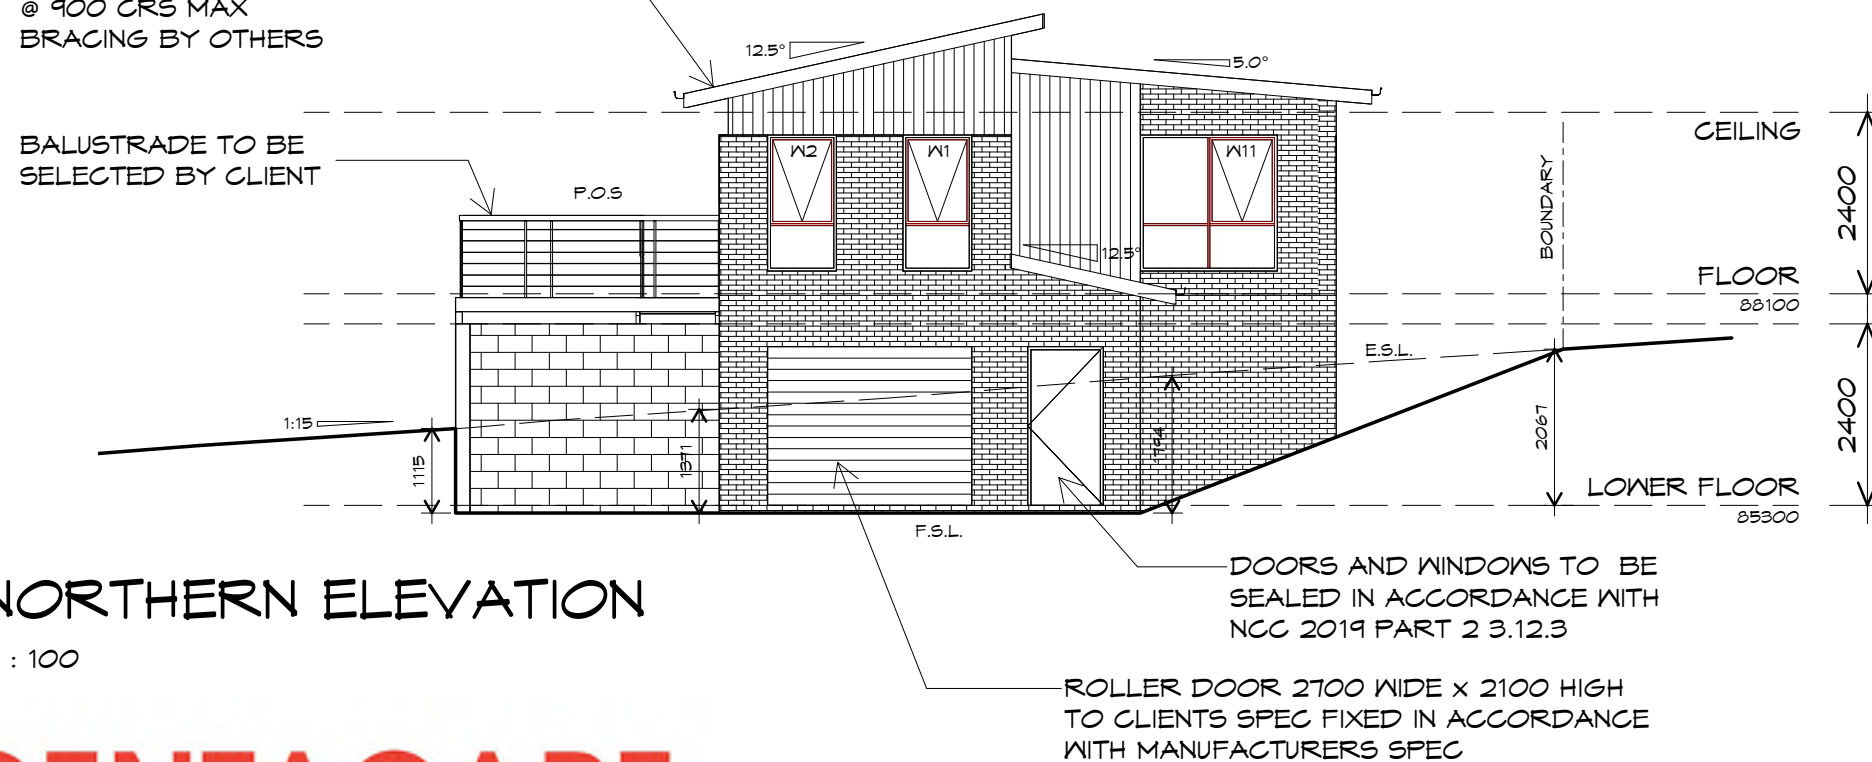 @ 900 CRS MAX
BRACING BY OTHERS
12.5°
5.0°
BALUSTRADE TO BE
SELECTED BY CLIENT
P.O.S
W2
W1
W11
12.5°
BOUNDARY
CEILING
2400
FLOOR
88100
E.S.L.
1:15
1115
1371
1794
2067
2400
LOWER FLOOR
85300
F.S.L.
NORTHERN ELEVATION
: 100
DOORS AND WINDOWS TO BE
SEALED IN ACCORDANCE WITH
NCC 2019 PART 2 3.12.3
ROLLER DOOR 2700 WIDE x 2100 HIGH
TO CLIENTS SPEC FIXED IN ACCORDANCE
WITH MANUFACTURERS SPEC